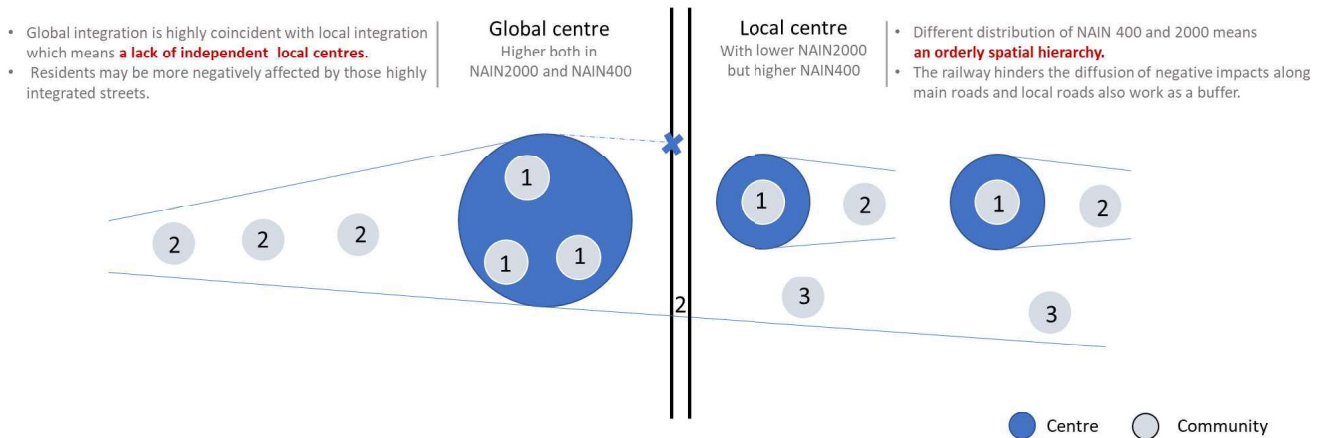 • Global integration is highly coincident with local integration
which means a lack of independent local centres.
• Residents may be more negatively affected by those highly
integrated streets.
Global centre
Higher both in
NAIN2000 and NAIN400
Local centre
With lower NAIN2000
but higher NAIN400
• Different distribution of NAIN 400 and 2000 means
an orderly spatial hierarchy.
• The railway hinders the diffusion of negative impacts along
main roads and local roads also work as a buffer.
1
1
1
2
2
2
2
1
2
1
2
3
3
Centre
Community